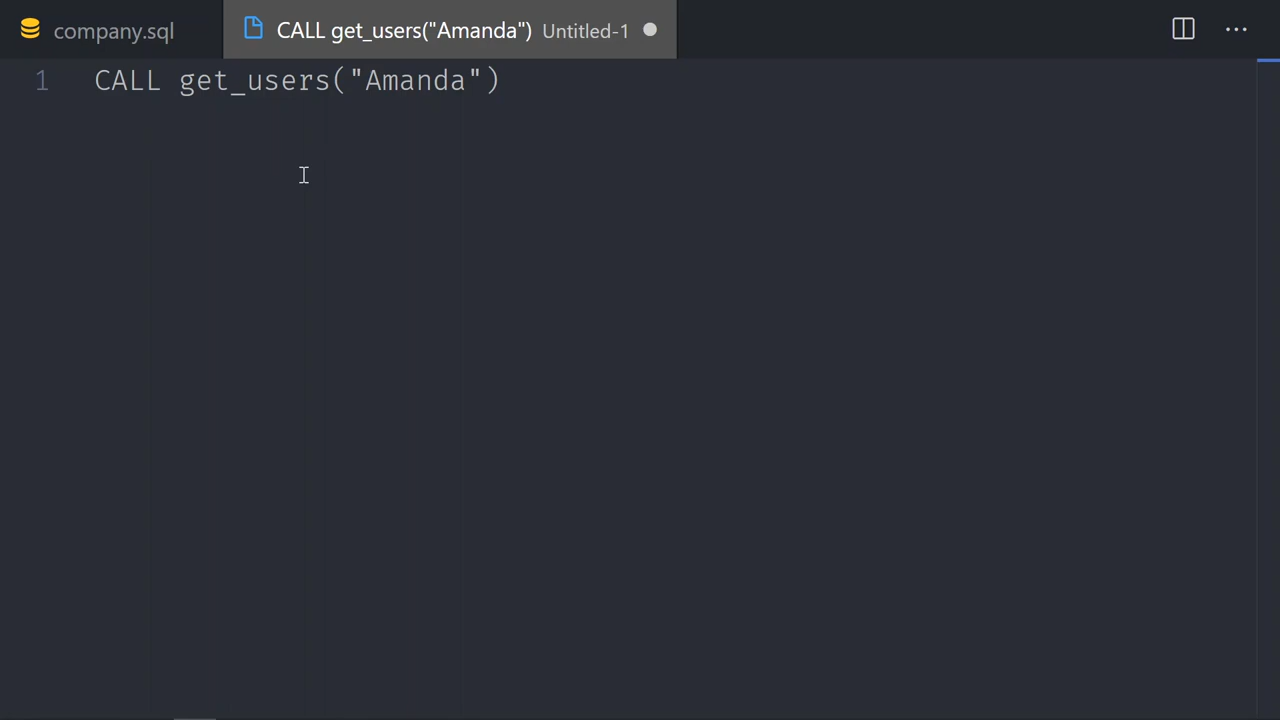 company.sql
CALL get_users("Amanda") Untitled-1
1 CALL get_users("Amanda")